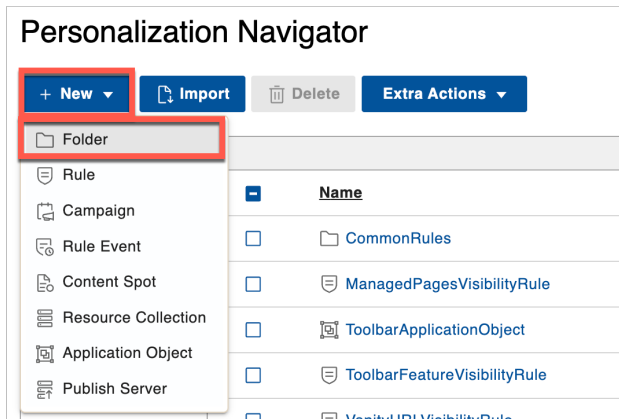 Personalization Navigator
+ New Import Delete Extra Actions
Folder
Rule
Name
Campaign
Rule Event
CommonRules
Content Spot
ManagedPagesVisibilityRule
Resource Collection
ToolbarApplicationObject
Application Object
ToolbarFeatureVisibilityRule
Publish Server
VanityURLVisibilityRule